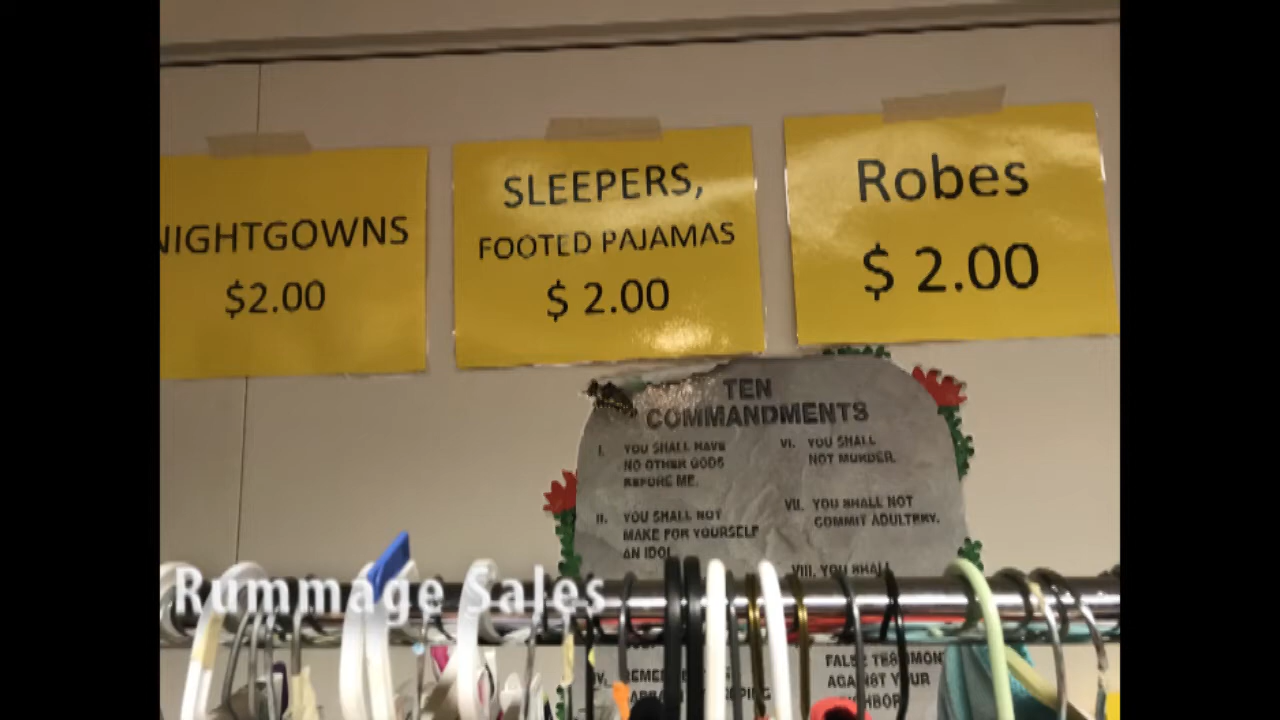 NIGHTGOWNS
$2.00
SLEEPERS,
FOOTED PAJAMAS
$ 2.00
Robes
$ 2.00
TEN
COMMANDMENTS
I. YOU SHALL HAVE
NO OTHER GODS
BEFORE ME.
II. YOU SHALL NOT
MAKE FOR YOURSELF
AN IDOL
VI. YOU SHALL
NOT MURDER.
VII. YOU SHALL NOT
COMMIT ADULTERY.
VIII. YOU SHALL
Rummage Sales
IV. REMEMBER
FALSE TESTIMONY
AGAINST YOUR